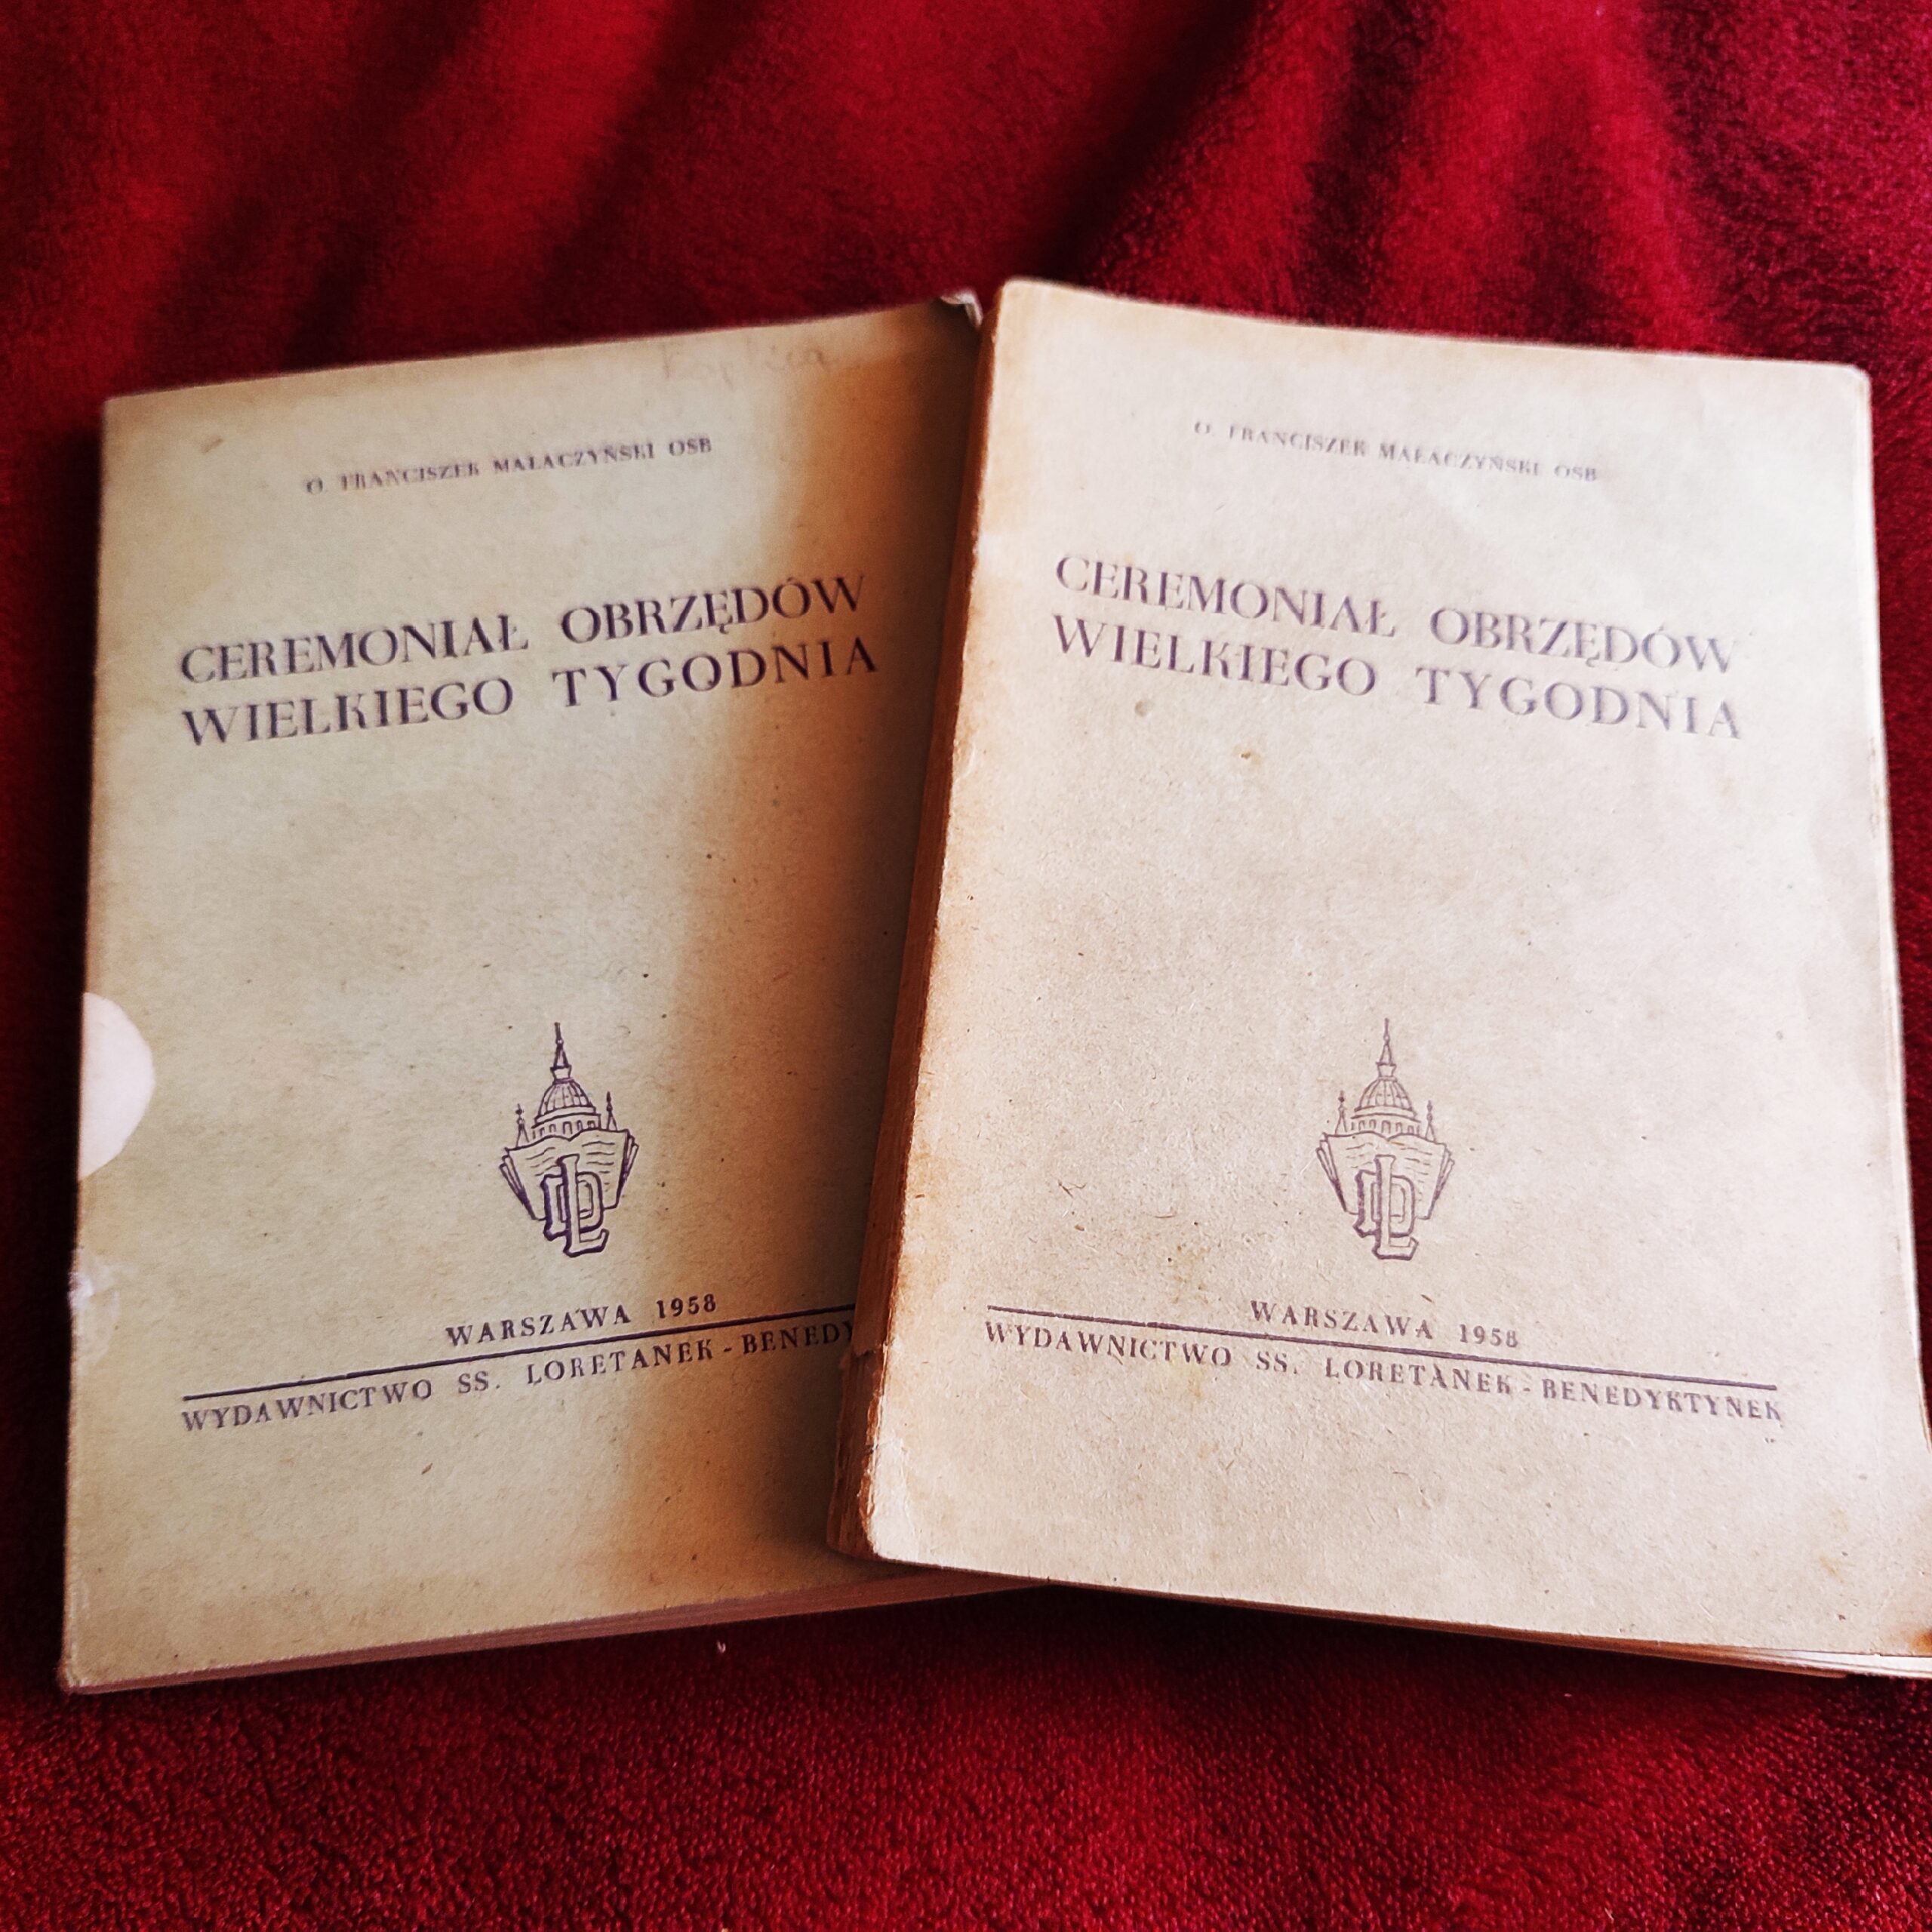 O. FRANCISZEK MAŁACZYŃSKI OSB
CEREMONIAŁ OBRZĘDÓW
WIELKIEGO TYGODNIA
WARSZAWA 1958
WYDAWNICTWO SS. LORETANEK - BENEDY
O. FRANCISZEK MAŁACZYŃSKI OSB
CEREMONIAŁ OBRZĘDÓW
WIELKIEGO TYGODNIA
WARSZAWA 1958
WYDAWNICTWO SS. LORETANEK - BENEDYKTYNEK